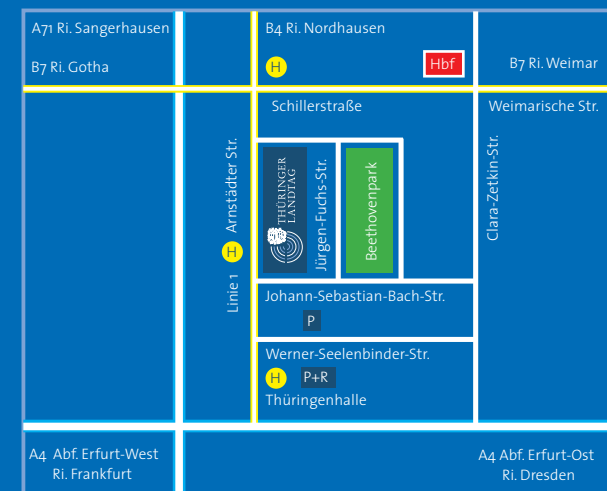 A71 Ri. Sangerhausen
B4 Ri. Nordhausen
B7 Ri. Gotha
H
Hbf
B7 Ri. Weimar
Schillerstraße
Weimarische Str.
Linie 1
H
Arnstädter Str.
THÜRINGER
LANDTAG
Jürgen-Fuchs-Str.
Beethovenpark
Clara-Zetkin-Str.
Johann-Sebastian-Bach-Str.
P
Werner-Seelenbinder-Str.
H
P+R
Thüringenhalle
A4 Abf. Erfurt-West
Ri. Frankfurt
A4 Abf. Erfurt-Ost
Ri. Dresden